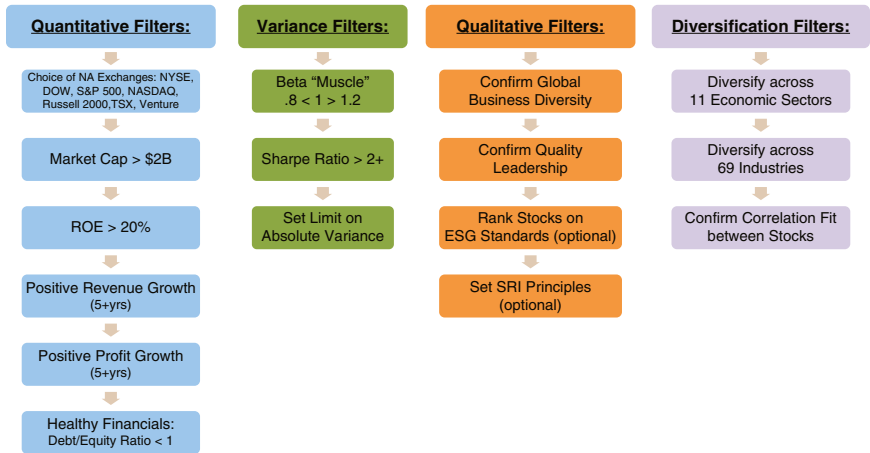 Quantitative Filters:
Choice of NA Exchanges: NYSE,
DOW, S&P 500, NASDAQ,
Russell 2000,TSX, Venture
Market Cap > $2B
ROE > 20%
Positive Revenue Growth
(5+yrs)
Positive Profit Growth
(5+yrs)
Healthy Financials:
Debt/Equity Ratio < 1
Variance Filters:
Beta “Muscle”
.8 < 1 > 1.2
Sharpe Ratio > 2+
Set Limit on
Absolute Variance
Qualitative Filters:
Confirm Global
Business Diversity
Confirm Quality
Leadership
Rank Stocks on
ESG Standards (optional)
Set SRI Principles
(optional)
Diversification Filters:
Diversify across
11 Economic Sectors
Diversify across
69 Industries
Confirm Correlation Fit
between Stocks